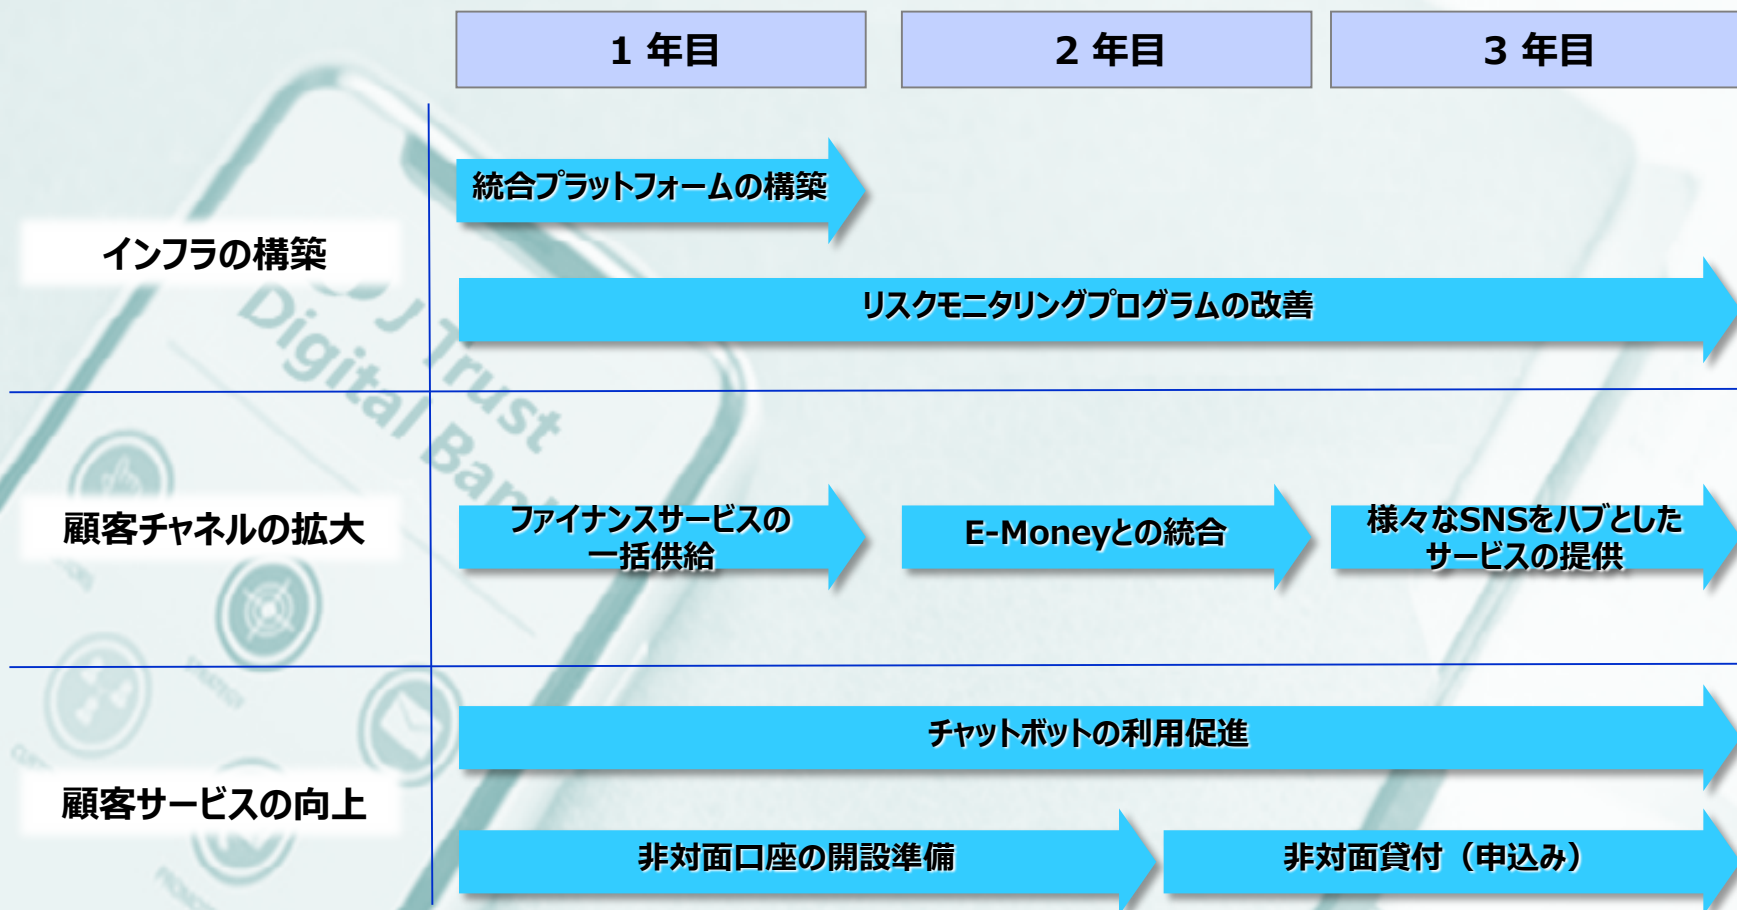 1 年目
2 年目
3 年目
インフラの構築
統合プラットフォームの構築
リスクモニタリングプログラムの改善
J Trust
Digital Bank
顧客チャネルの拡大
ファイナンスサービスの
一括供給
E-Moneyとの統合
様々なSNSをハブとした
サービスの提供
STRATEGY
顧客サービスの向上
チャットボットの利用促進
非対面口座の開設準備
非対面貸付（申込み）